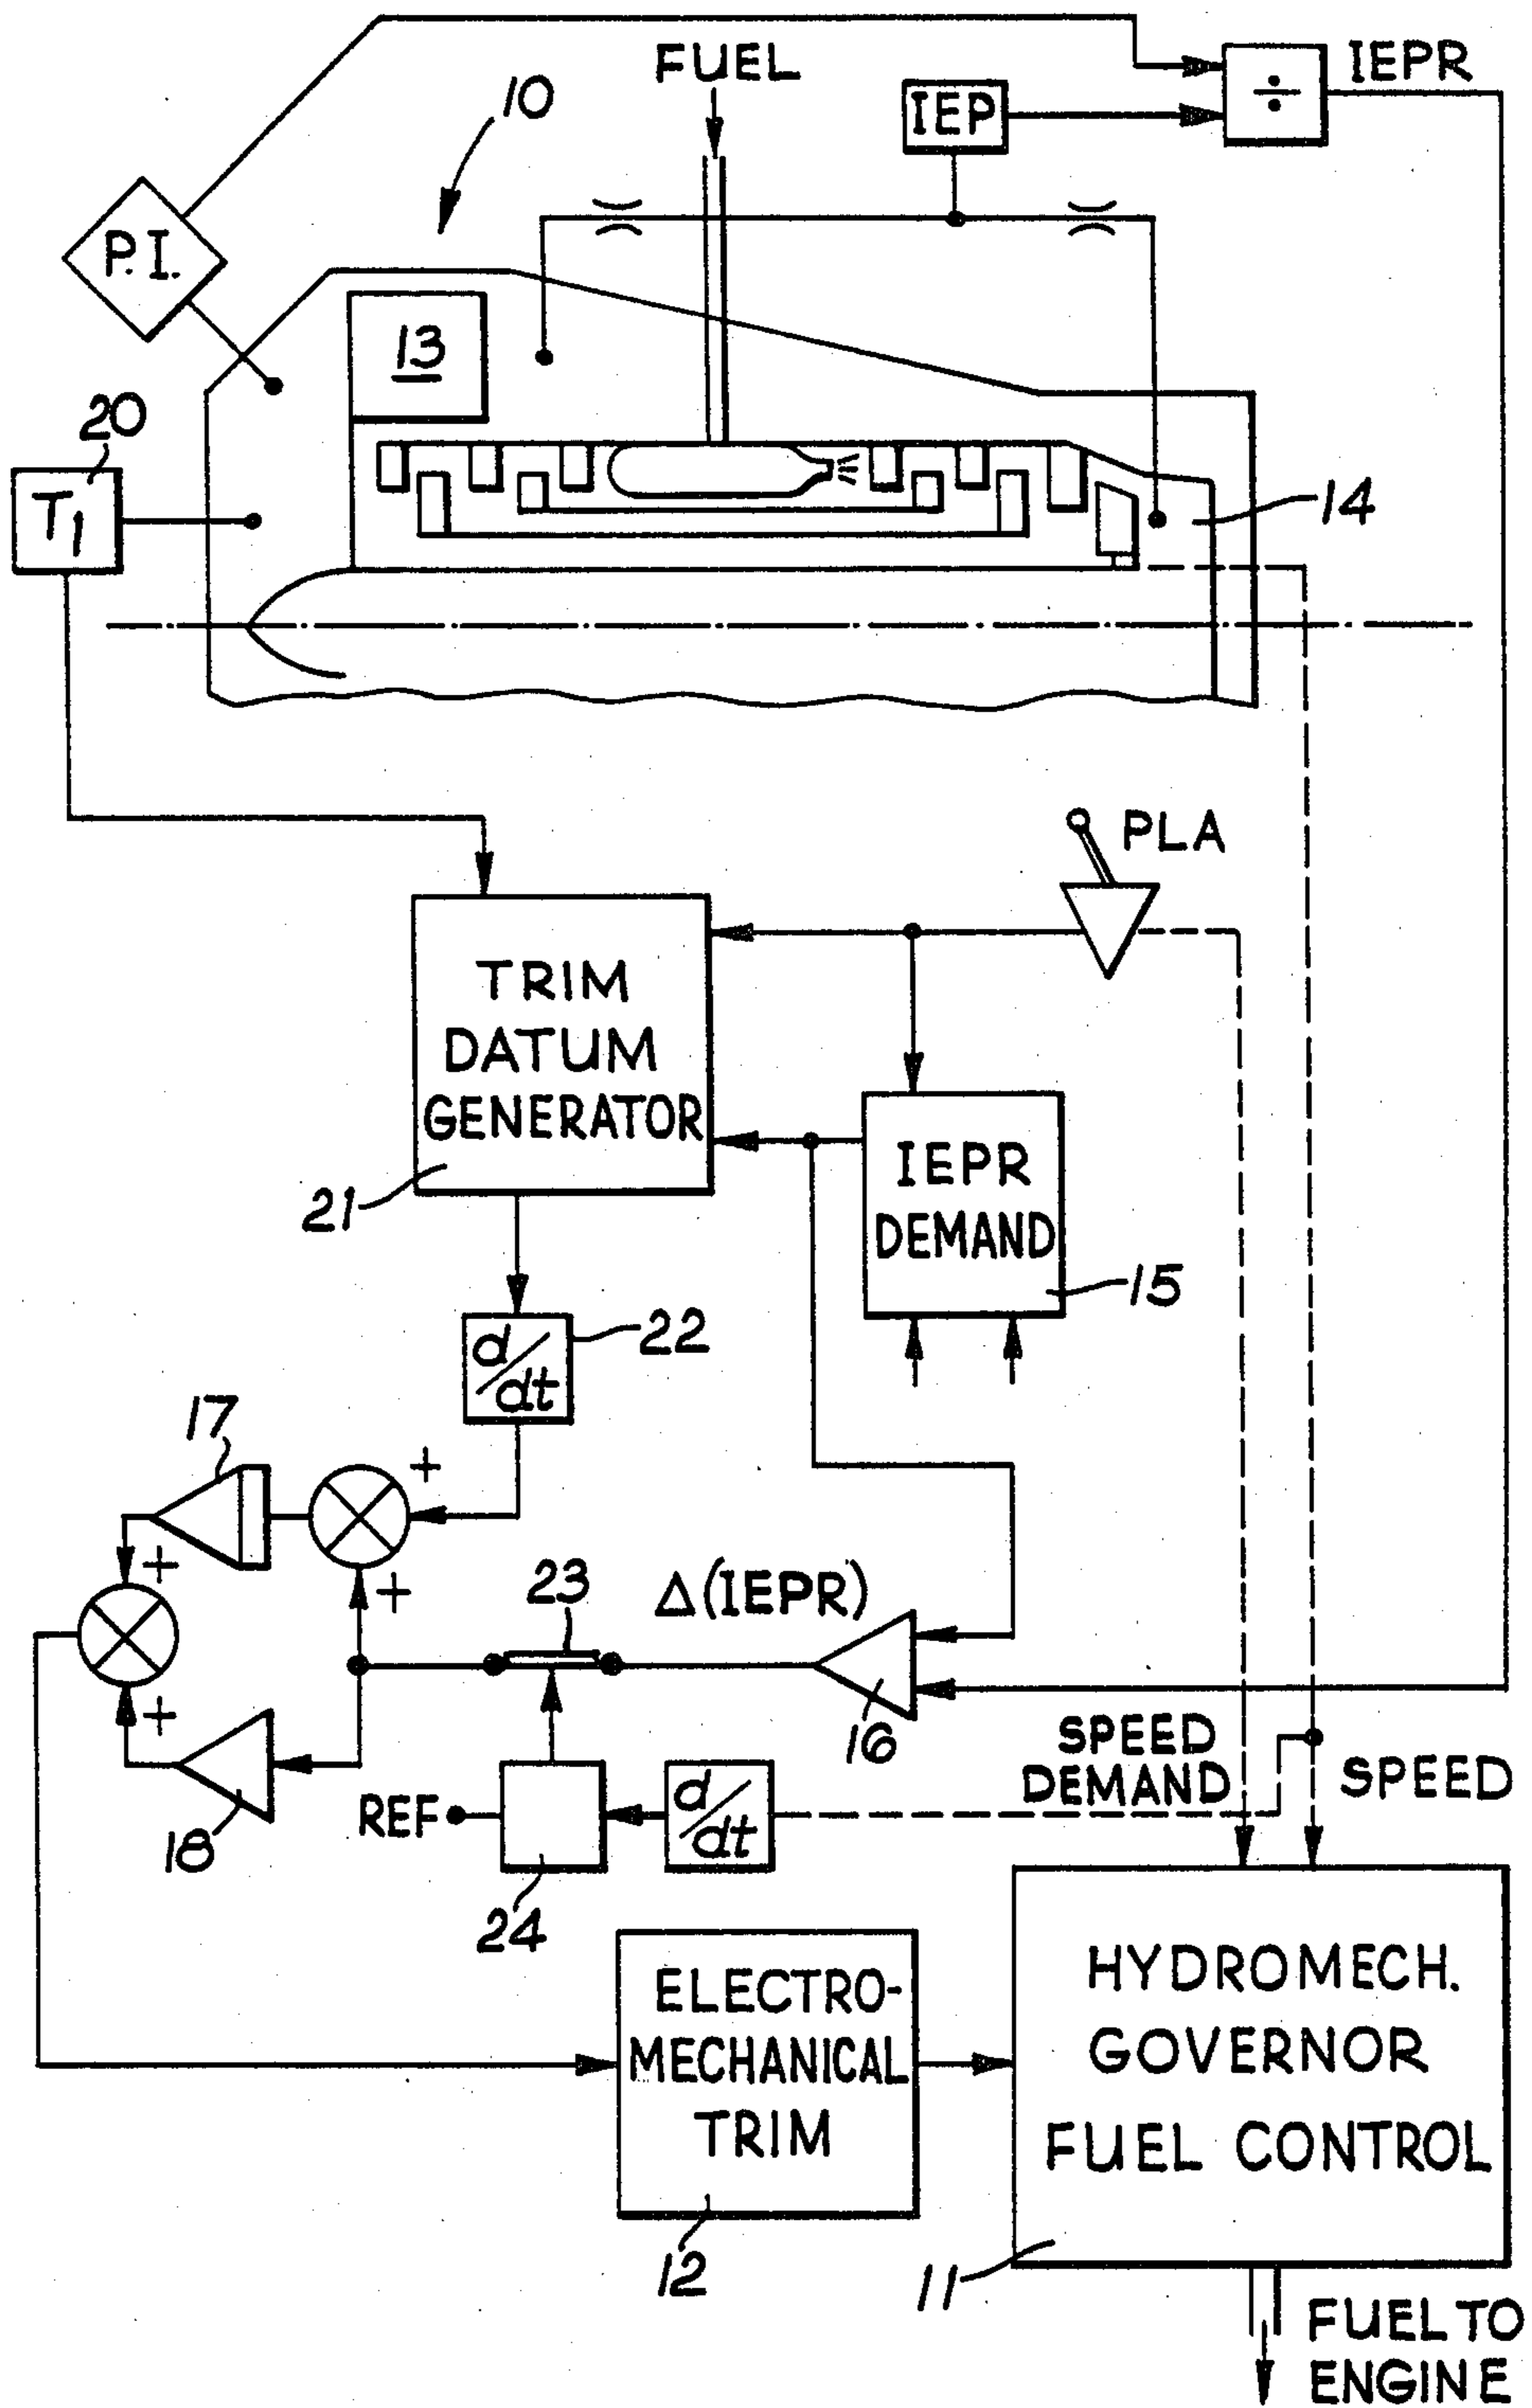 FUEL
IEPR
÷
10
IEP
P.I.
13
20
T1
14
PLA
TRIM
DATUM
GENERATOR
21
IEPR
DEMAND
15
d/dt
22
17
+
+
+
+
23
Δ(IEPR)
16
18
REF
24
d/dt
SPEED
DEMAND
SPEED
ELECTRO-
MECHANICAL
TRIM
12
HYDROMECH.
GOVERNOR
FUEL CONTROL
11
FUEL TO
ENGINE